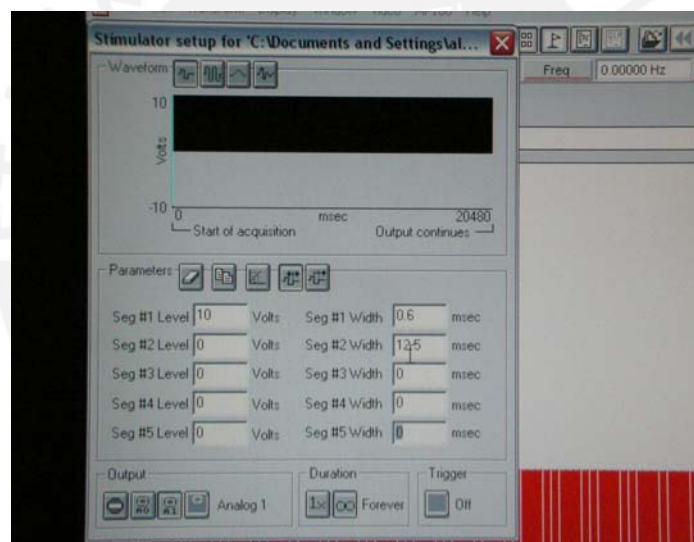 Stimulator setup for 'C:\Documents and Settings\al...
Freq 0.00000 Hz
Waveform
10
Volts
-10
0 msec 20480
Start of acquisition Output continues
Parameters
Seg #1 Level 10 Volts Seg #1 Width 0.6 msec
Seg #2 Level 0 Volts Seg #2 Width 12.5 msec
Seg #3 Level 0 Volts Seg #3 Width 0 msec
Seg #4 Level 0 Volts Seg #4 Width 0 msec
Seg #5 Level 0 Volts Seg #5 Width 0 msec
Output Duration Trigger
Analog 1 1x Forever Off